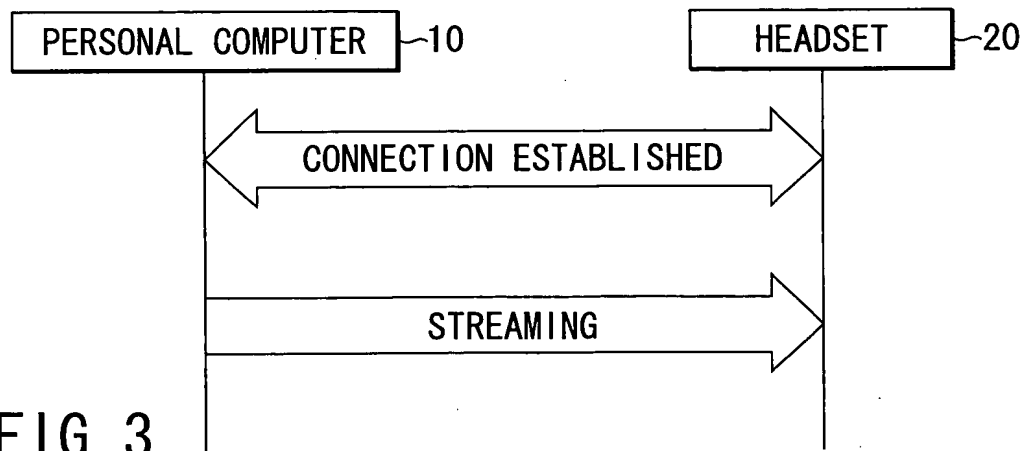 PERSONAL COMPUTER ~10
HEADSET ~20
CONNECTION ESTABLISHED
STREAMING
FIG. 3